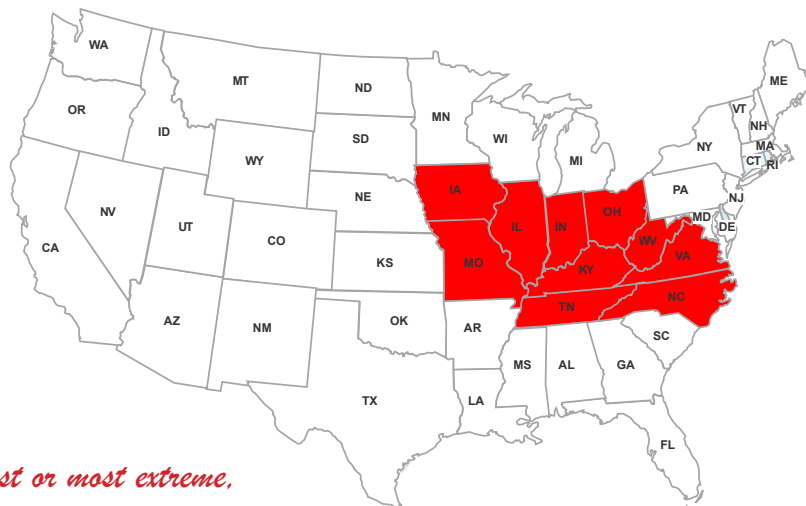 WA
MT
ND
MN
ME
OR
ID
SD
WI
VT
NH
WY
MI
NY
MA
CT
RI
IA
NE
PA
NJ
NV
IL
IN
OH
MD
UT
CO
WV
DE
CA
KS
MO
KY
VA
AZ
NM
OK
AR
TN
NC
SC
MS
AL
GA
TX
LA
FL
st or most extreme,